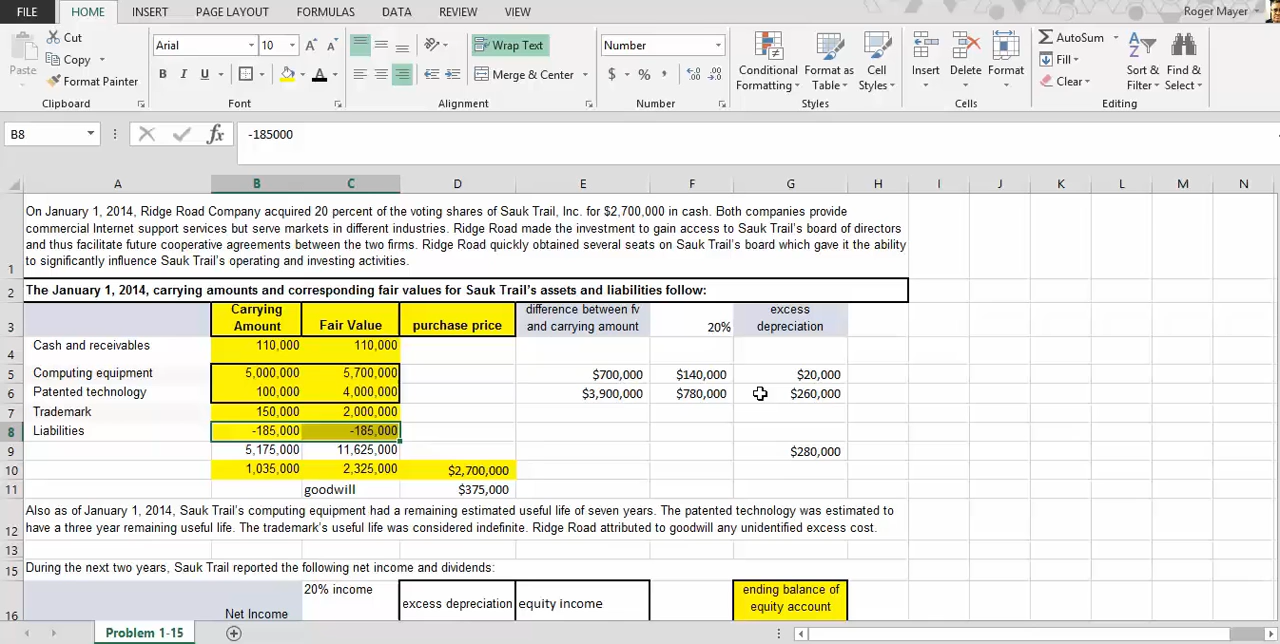 Roger Mayer
FILE HOME INSERT PAGE LAYOUT FORMULAS DATA REVIEW VIEW
Paste
Cut
Copy
Format Painter
Clipboard
Arial 10
B I U
Font
Wrap Text
Merge & Center
Alignment
Number
$ % ,
Number
Conditional Formatting
Format as Table
Cell Styles
Styles
Insert Delete Format
Cells
AutoSum
Fill
Clear
Sort & Filter
Find & Select
Editing
B8 fx -185000
A B C D E F G H I J K L M N
1
On January 1, 2014, Ridge Road Company acquired 20 percent of the voting shares of Sauk Trail, Inc. for $2,700,000 in cash. Both companies provide
commercial Internet support services but serve markets in different industries. Ridge Road made the investment to gain access to Sauk Trail's board of directors
and thus facilitate future cooperative agreements between the two firms. Ridge Road quickly obtained several seats on Sauk Trail's board which gave it the ability
to significantly influence Sauk Trail's operating and investing activities.
2 The January 1, 2014, carrying amounts and corresponding fair values for Sauk Trail's assets and liabilities follow:
3
Carrying Amount
Fair Value
purchase price
difference between fv and carrying amount
20%
excess depreciation
4 Cash and receivables 110,000 110,000
5 Computing equipment 5,000,000 5,700,000 $700,000 $140,000 $20,000
6 Patented technology 100,000 4,000,000 $3,900,000 $780,000 $260,000
7 Trademark 150,000 2,000,000
8 Liabilities -185,000 -185,000
9 5,175,000 11,625,000 $280,000
10 1,035,000 2,325,000 $2,700,000
11 goodwill $375,000
12
Also as of January 1, 2014, Sauk Trail's computing equipment had a remaining estimated useful life of seven years. The patented technology was estimated to
have a three year remaining useful life. The trademark's useful life was considered indefinite. Ridge Road attributed to goodwill any unidentified excess cost.
13
15 During the next two years, Sauk Trail reported the following net income and dividends:
16
Net Income
20% income
excess depreciation
equity income
ending balance of equity account
Problem 1-15